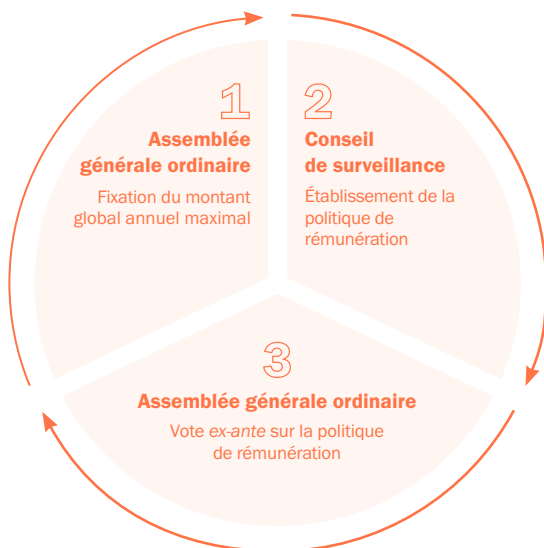 1
Assemblée
générale ordinaire
Fixation du montant
global annuel maximal
2
Conseil
de surveillance
Établissement de la
politique de
rémunération
3
Assemblée générale ordinaire
Vote ex-ante sur la politique
de rémunération